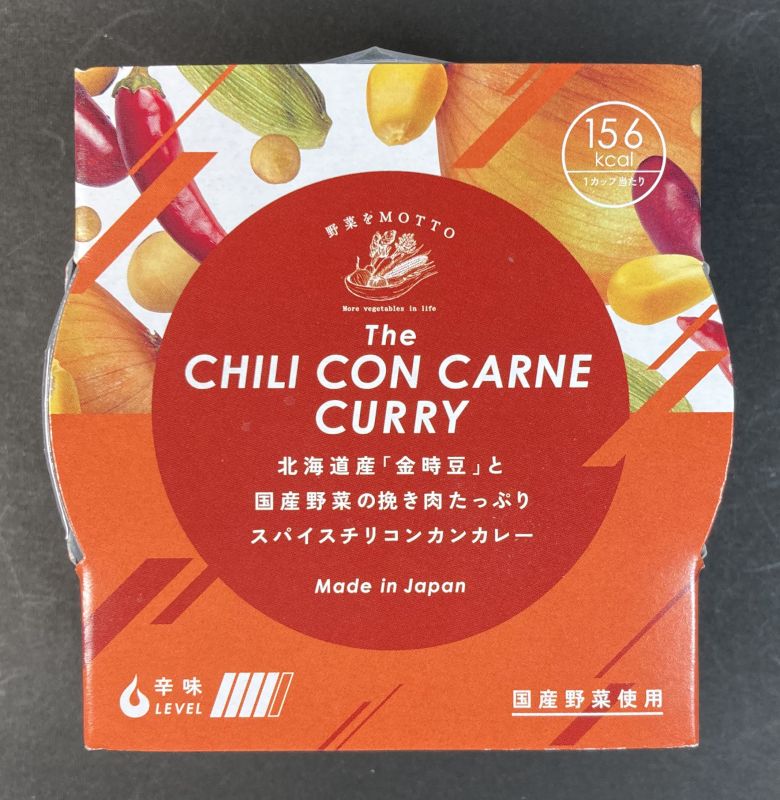 156
kcal
1カップ当たり
野菜をMOTTO
More vegetables in life
The
CHILI CON CARNE
CURRY
北海道産「金時豆」と
国産野菜の挽き肉たっぷり
スパイスチリコンカンカレー
Made in Japan
辛味
LEVEL
国産野菜使用